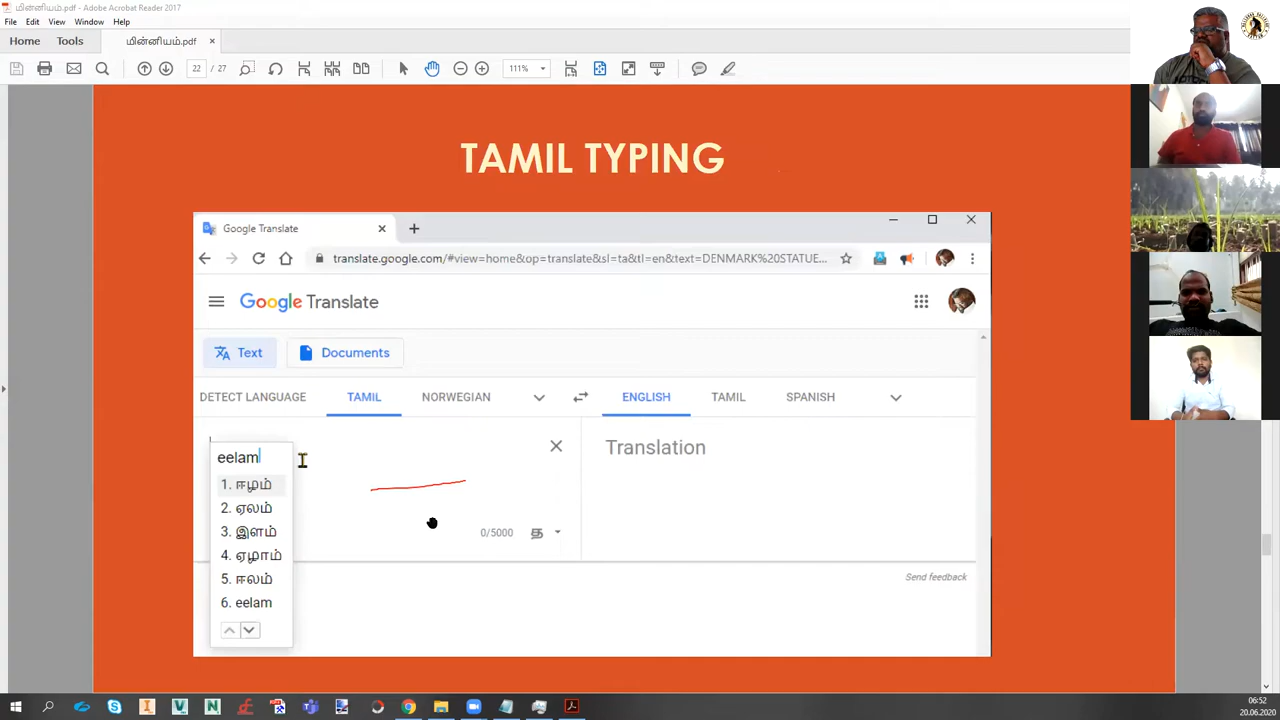 மின்னியம்.pdf - Adobe Acrobat Reader 2017
File Edit View Window Help
Home Tools மின்னியம்.pdf ×
22 / 27 111%
TAMIL TYPING
Google Translate
translate.google.com/#view=home&op=translate&sl=ta&tl=en&text=DENMARK%20STATUE...
Google Translate
Text Documents
DETECT LANGUAGE TAMIL NORWEGIAN ENGLISH TAMIL SPANISH
eelam
Translation
1. ஈழம்
2. ஏலம்
3. இளம்
4. ஏழாம்
5. ஈலம்
6. eelam
0/5000 த
Send feedback
06:52
20.06.2020